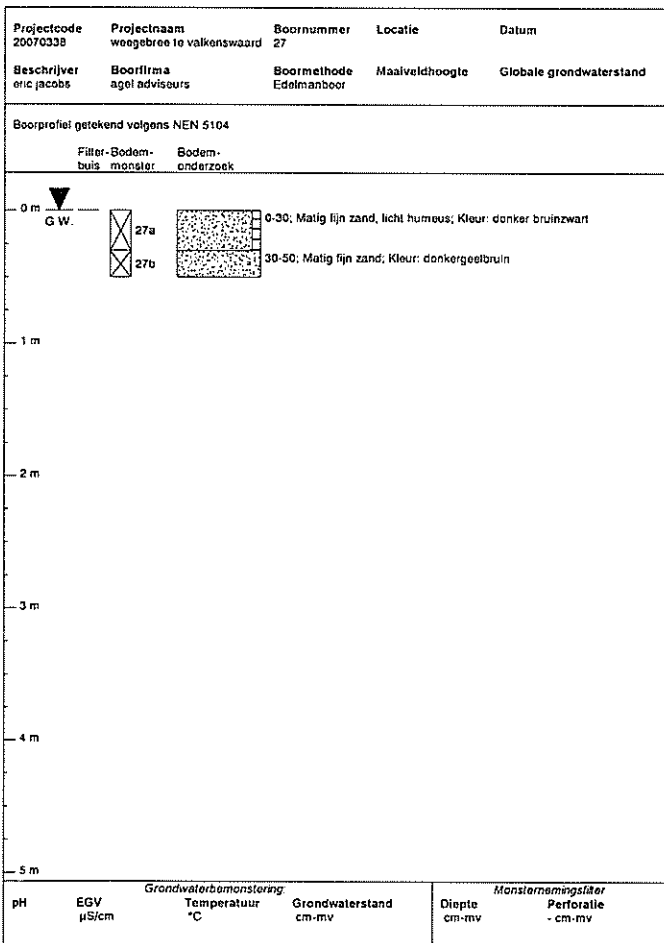 Projectcode Projectnaam Boornummer Locatie Datum
20070338 weegebree te valkenswaard 27
Beschrijver Boorfirma Boormethode Maaiveldhoogte Globale grondwaterstand
eric jacobs agel adviseurs Edelmanboor
Boorprofiel getekend volgens NEN 5104
Filter- Bodem- Bodem-
buis monster onderzoek
0 m
G.W.
27a 0-30; Matig fijn zand, licht humeus; Kleur: donker bruinzwart
27b 30-50; Matig fijn zand; Kleur: donkergeelbruin
1 m
2 m
3 m
4 m
5 m
Grondwaterbemonstering: Monsternemingsfilter
pH EGV Temperatuur Grondwaterstand Diepte Perforatie
µS/cm °C cm-mv cm-mv - cm-mv